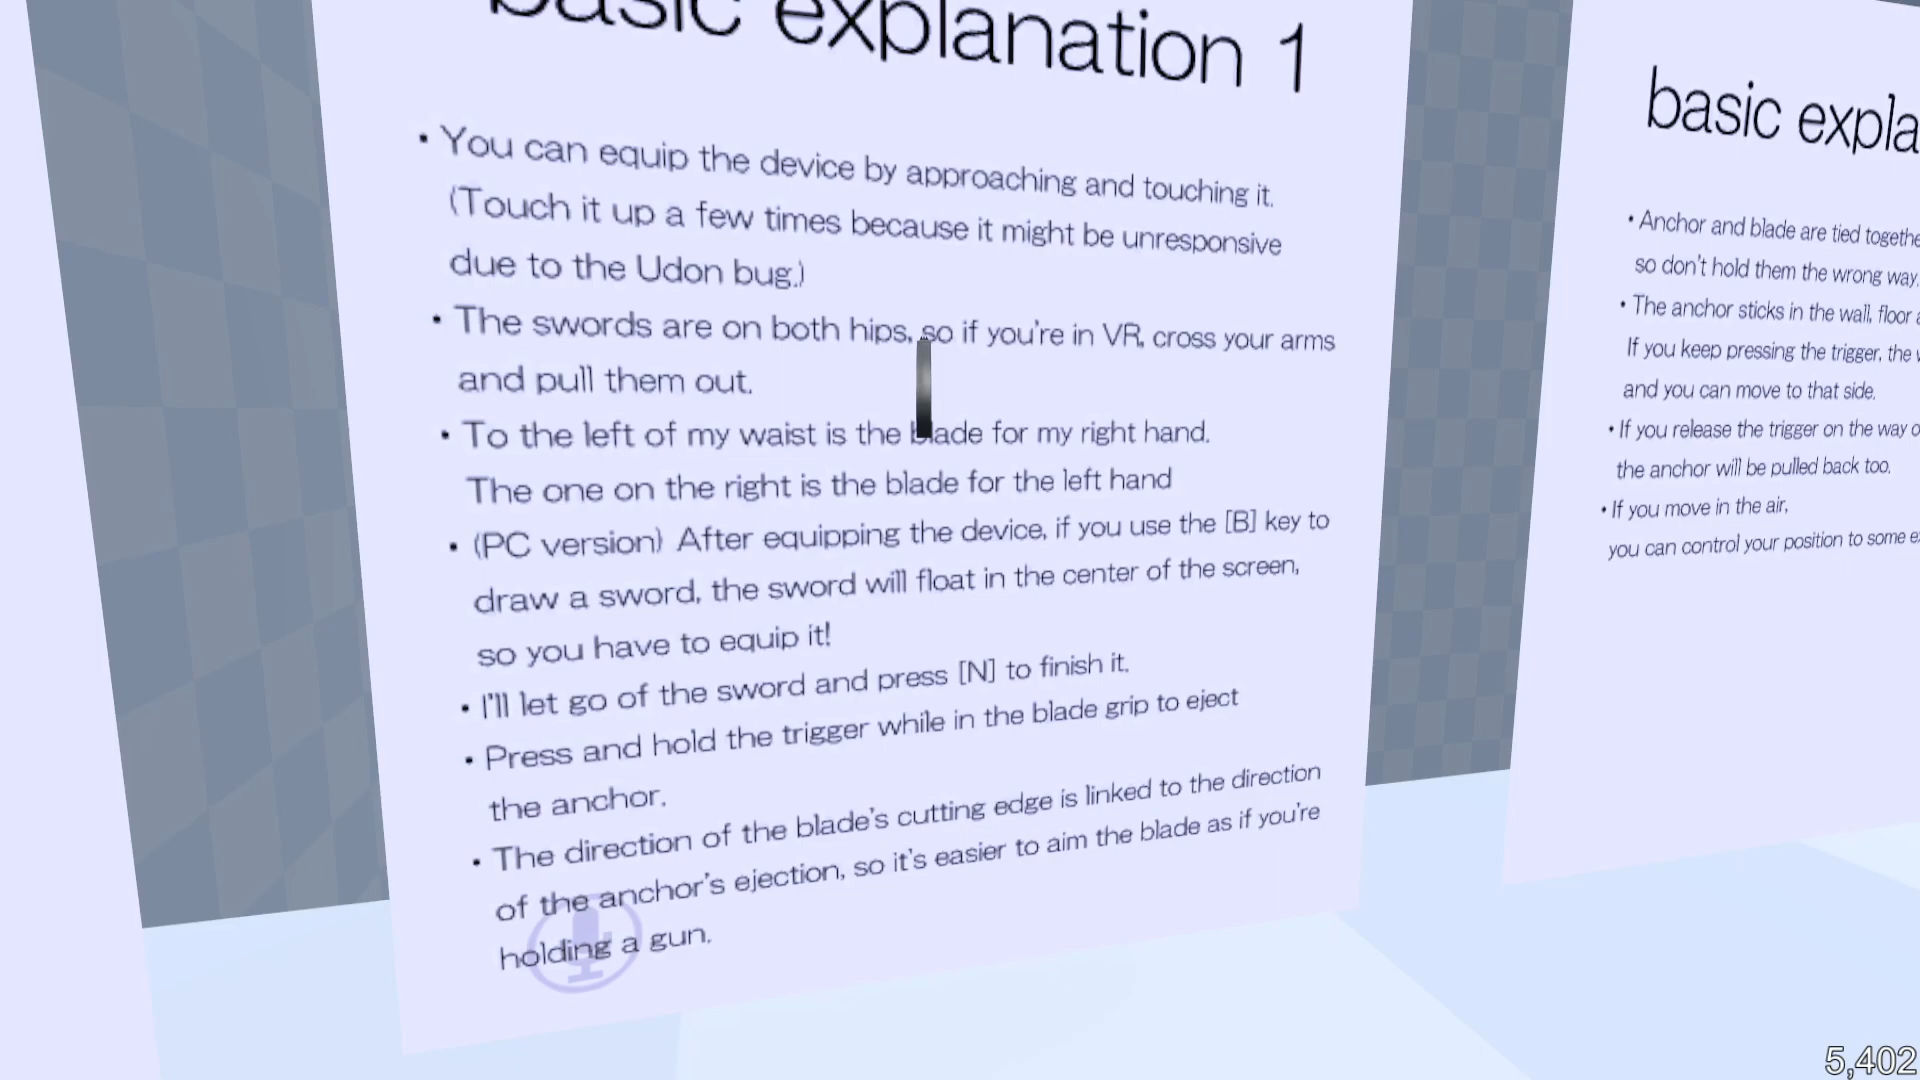 basic explanation 1
• You can equip the device by approaching and touching it.
(Touch it up a few times because it might be unresponsive
due to the Udon bug.)
• The swords are on both hips, so if you're in VR, cross your arms
and pull them out.
• To the left of my waist is the blade for my right hand.
The one on the right is the blade for the left hand
• (PC version) After equipping the device, if you use the [B] key to
draw a sword, the sword will float in the center of the screen,
so you have to equip it!
• I'll let go of the sword and press [N] to finish it.
• Press and hold the trigger while in the blade grip to eject
the anchor.
• The direction of the blade's cutting edge is linked to the direction
of the anchor's ejection, so it's easier to aim the blade as if you're
holding a gun.
basic expla
• Anchor and blade are tied togethe
so don't hold them the wrong way.
• The anchor sticks in the wall, floor
If you keep pressing the trigger, the
and you can move to that side.
• If you release the trigger on the way
the anchor will be pulled back too.
• If you move in the air,
you can control your position to some
5,402